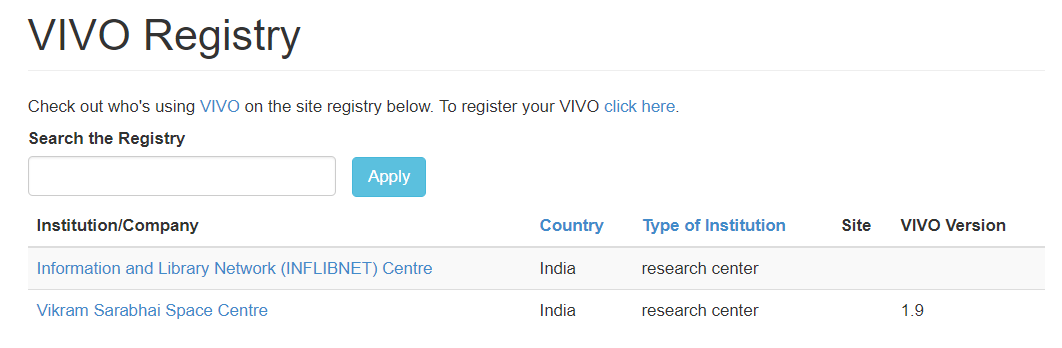 VIVO Registry
Check out who's using VIVO on the site registry below. To register your VIVO click here.
Search the Registry
Apply
Institution/Company Country Type of Institution Site VIVO Version
Information and Library Network (INFLIBNET) Centre India research center
Vikram Sarabhai Space Centre India research center 1.9